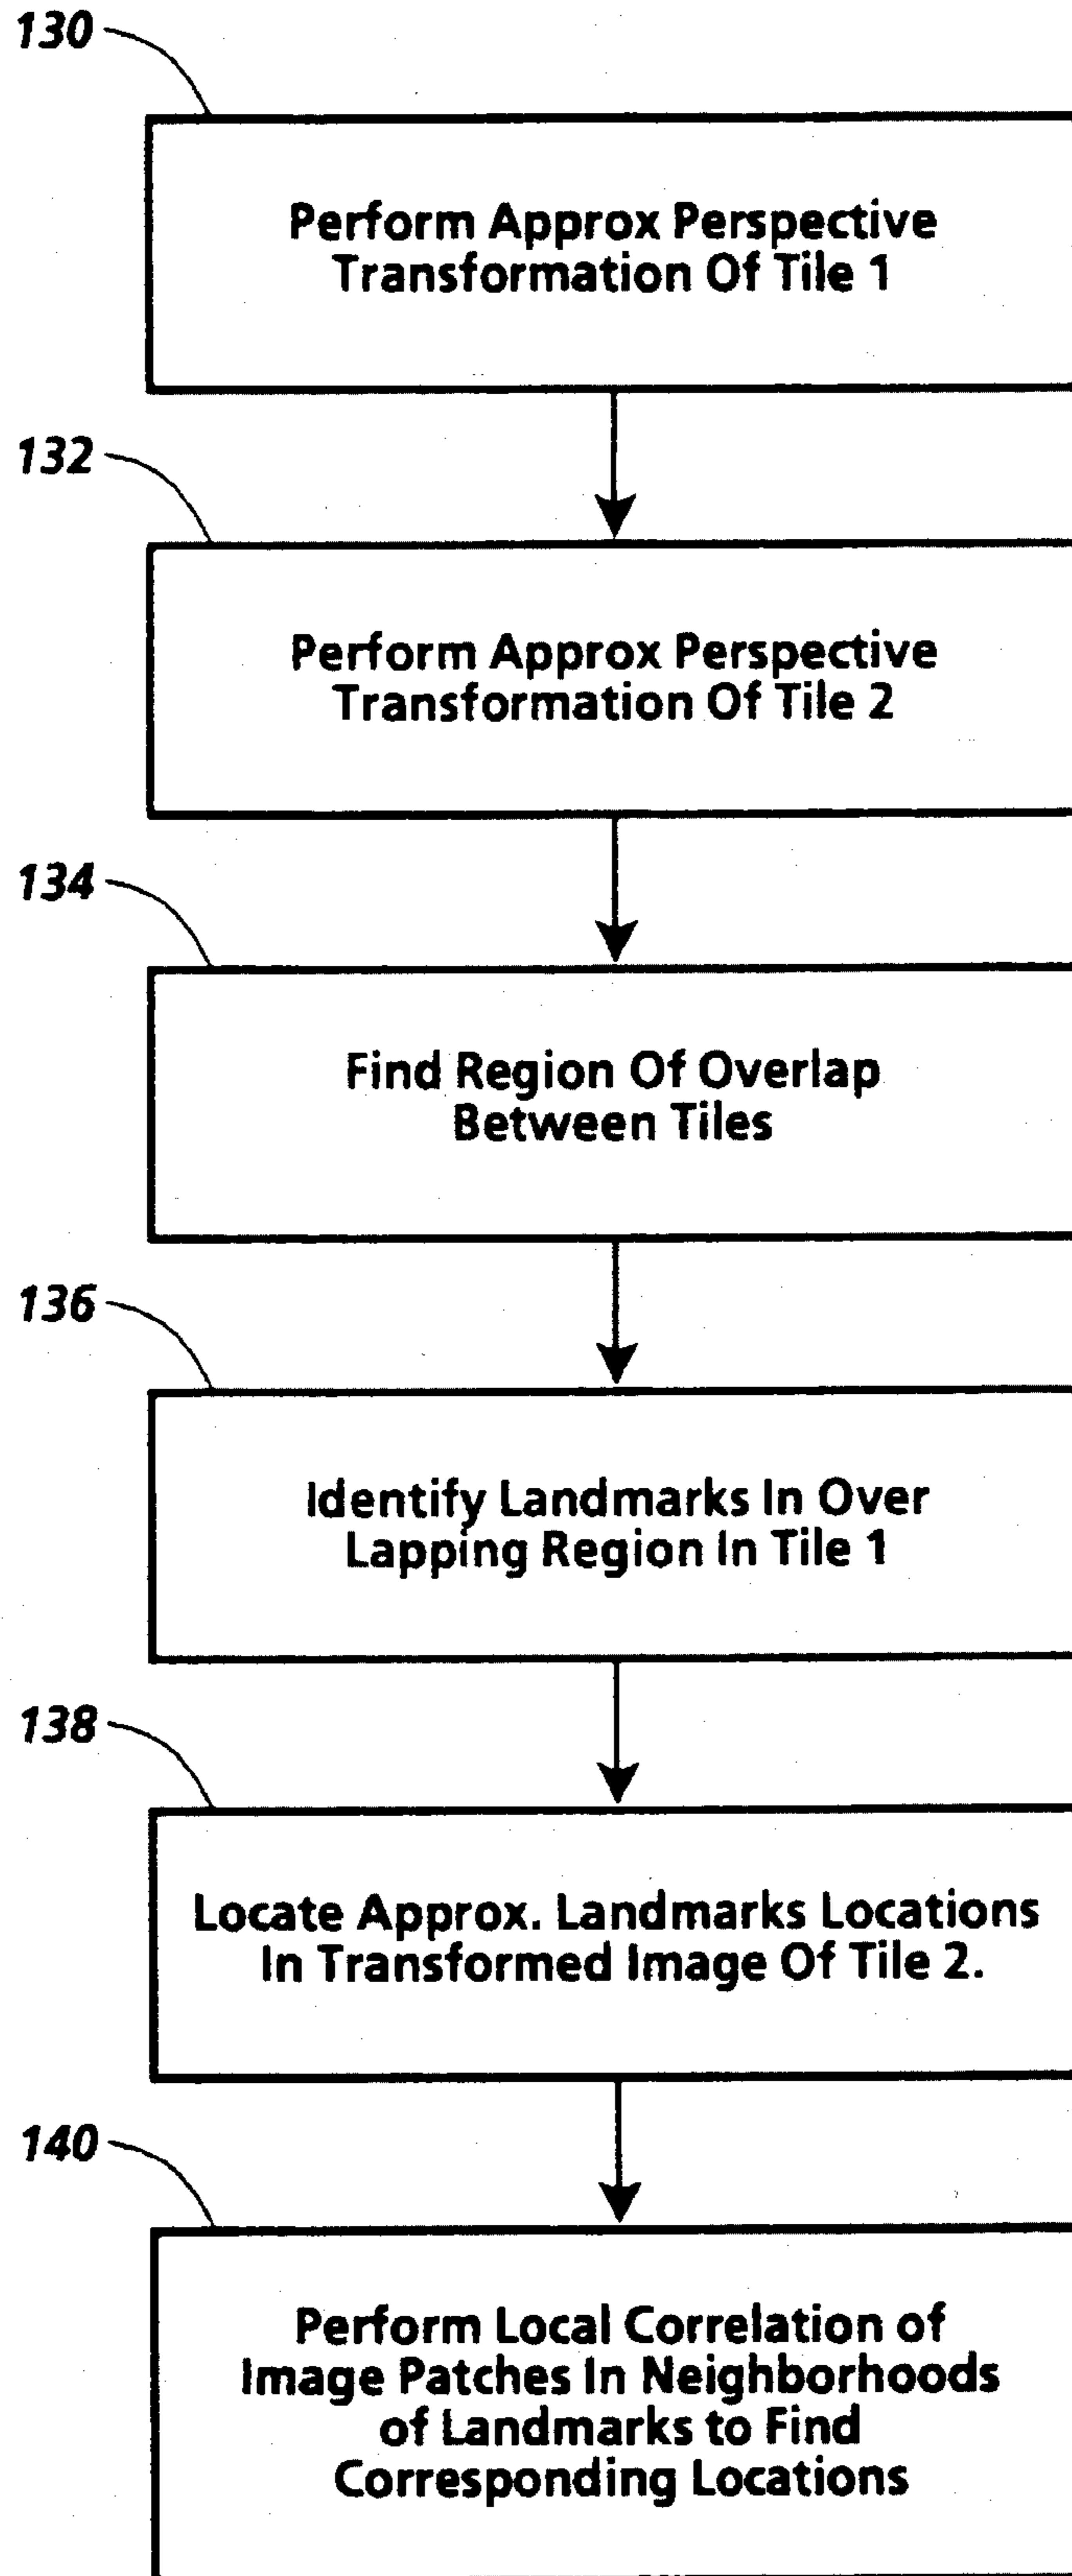 130
Perform Approx Perspective
Transformation Of Tile 1
132
Perform Approx Perspective
Transformation Of Tile 2
134
Find Region Of Overlap
Between Tiles
136
Identify Landmarks In Over
Lapping Region In Tile 1
138
Locate Approx. Landmarks Locations
In Transformed Image Of Tile 2.
140
Perform Local Correlation of
Image Patches In Neighborhoods
of Landmarks to Find
Corresponding Locations